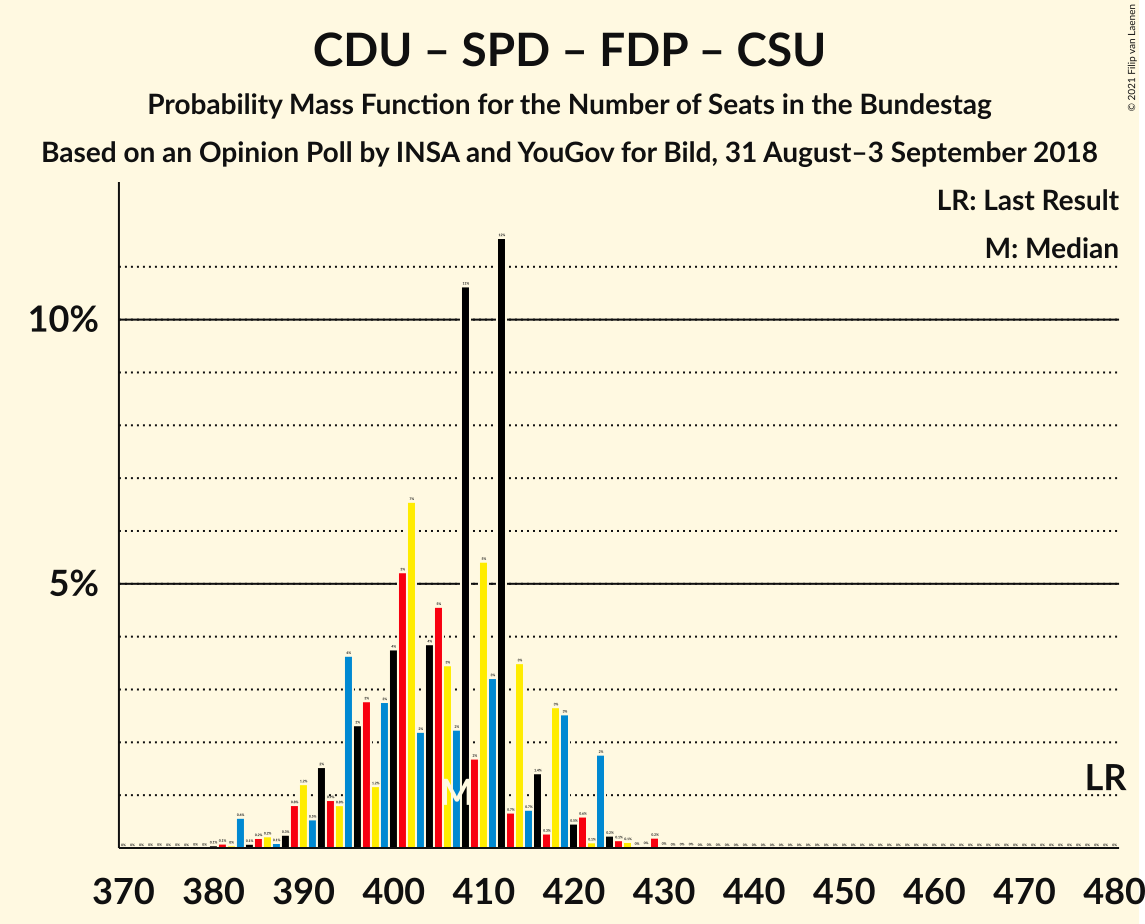 CDU – SPD – FDP – CSU
Probability Mass Function for the Number of Seats in the Bundestag
Based on an Opinion Poll by INSA and YouGov for Bild, 31 August–3 September 2018
© 2021 Filip van Laenen
LR: Last Result
M: Median
10%
5%
M
LR
370 380 390 400 410 420 430 440 450 460 470 480